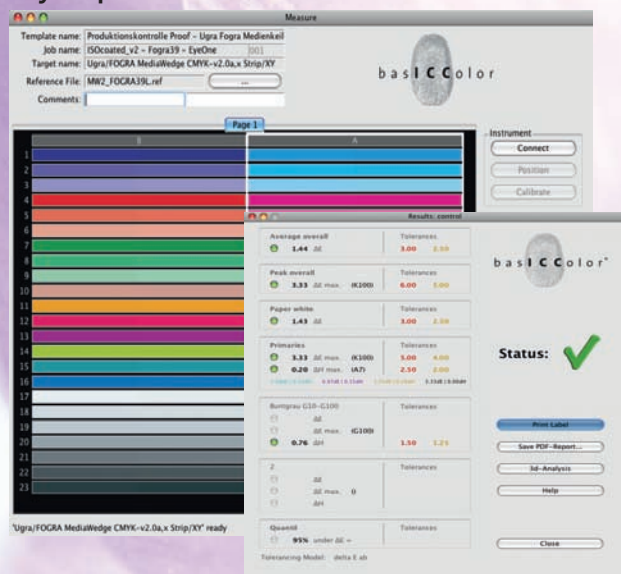 Measure
Template name: Produktionskontrolle Proof - Ugra Fogra Medienkeil
Job name: ISOcoated_v2 - Fogra39 - EyeOne 001
Target name: Ugra/FOGRA MediaWedge CMYK-v2.0a,x Strip/XY
Reference File: MW2_FOGRA39L.ref ...
Comments:
basICColor
Page 1
B A
1
2
3
4
5
6
7
8
9
10
11
12
13
14
15
16
17
18
19
20
21
22
23
"Ugra/FOGRA MediaWedge CMYK-v2.0a,x Strip/XY" ready
Instrument
Connect
Position
Calibrate
Results: control
Average overall Tolerances
1.44 ΔE 3.00 2.50
Peak overall Tolerances
3.33 ΔE max. (K100) 6.00 5.00
Paper white Tolerances
1.43 ΔE 3.00 2.50
Primaries Tolerances
3.33 ΔE max. (K100) 5.00 4.00
0.20 ΔH max. (A7) 2.50 2.00
Buntgrau G10-G100 Tolerances
ΔE
ΔE max. (G100)
0.76 ΔH 1.50 1.25
2 Tolerances
ΔE
ΔE max. ()
ΔH
Quantil Tolerances
95% under ΔE =
Tolerancing Model: delta E ab
basICColor
Status:
Print Label
Save PDF-Report...
3d-Analysis
Help
Close